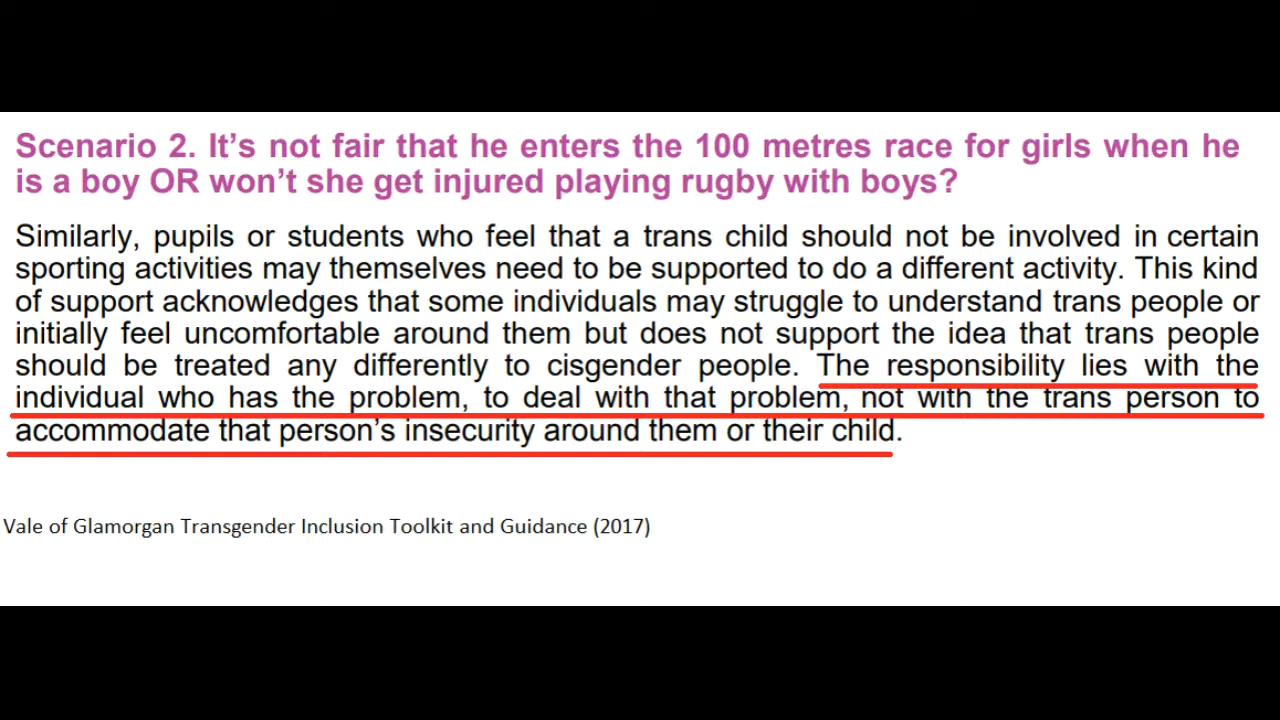 Scenario 2. It’s not fair that he enters the 100 metres race for girls when he
is a boy OR won’t she get injured playing rugby with boys?
Similarly, pupils or students who feel that a trans child should not be involved in certain
sporting activities may themselves need to be supported to do a different activity. This kind
of support acknowledges that some individuals may struggle to understand trans people or
initially feel uncomfortable around them but does not support the idea that trans people
should be treated any differently to cisgender people. The responsibility lies with the
individual who has the problem, to deal with that problem, not with the trans person to
accommodate that person’s insecurity around them or their child.
Vale of Glamorgan Transgender Inclusion Toolkit and Guidance (2017)